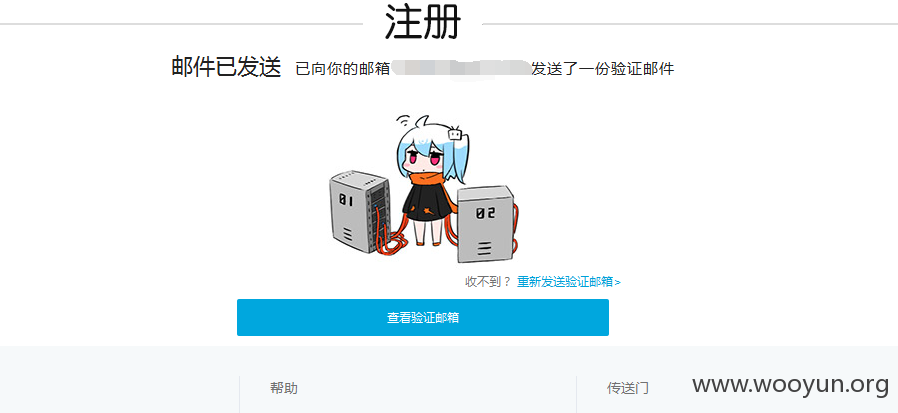 注册
邮件已发送 已向你的邮箱发送了一份验证邮件
01
02
收不到？ 重新发送验证邮箱>
查看验证邮箱
帮助 传送门
www.wooyun.org